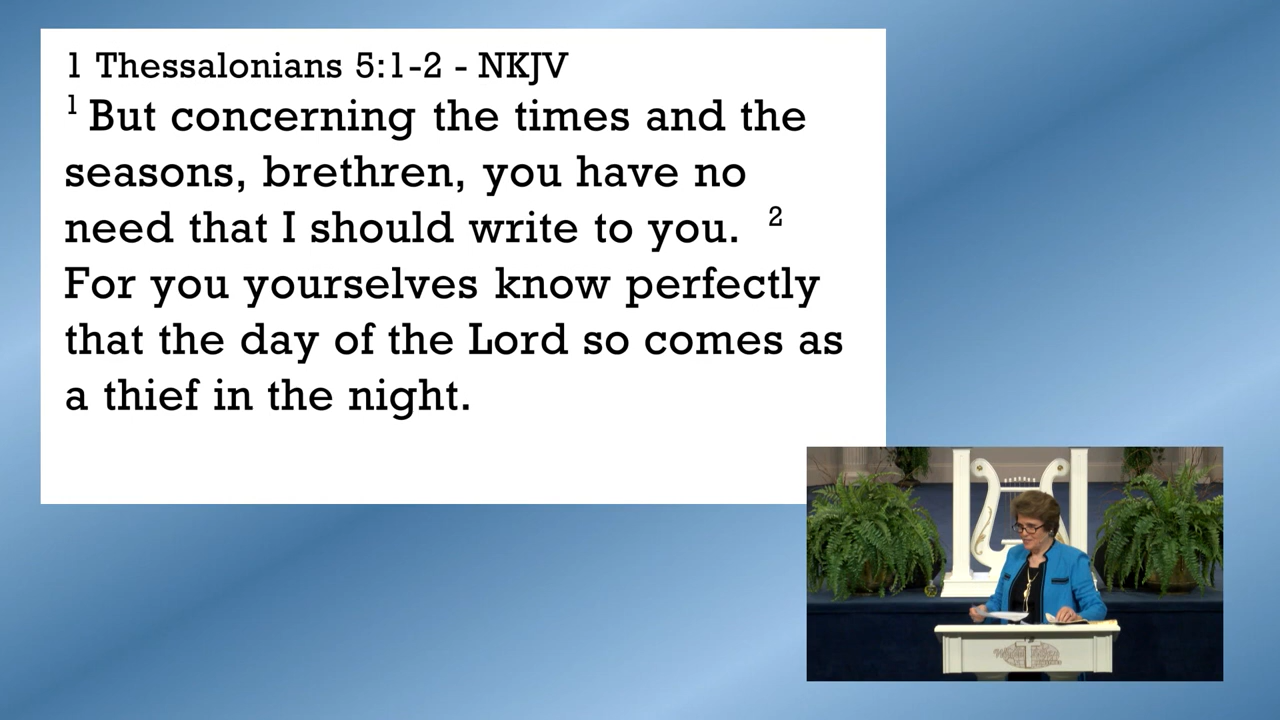 1 Thessalonians 5:1-2 - NKJV
1 But concerning the times and the
seasons, brethren, you have no
need that I should write to you. 2
For you yourselves know perfectly
that the day of the Lord so comes as
a thief in the night.